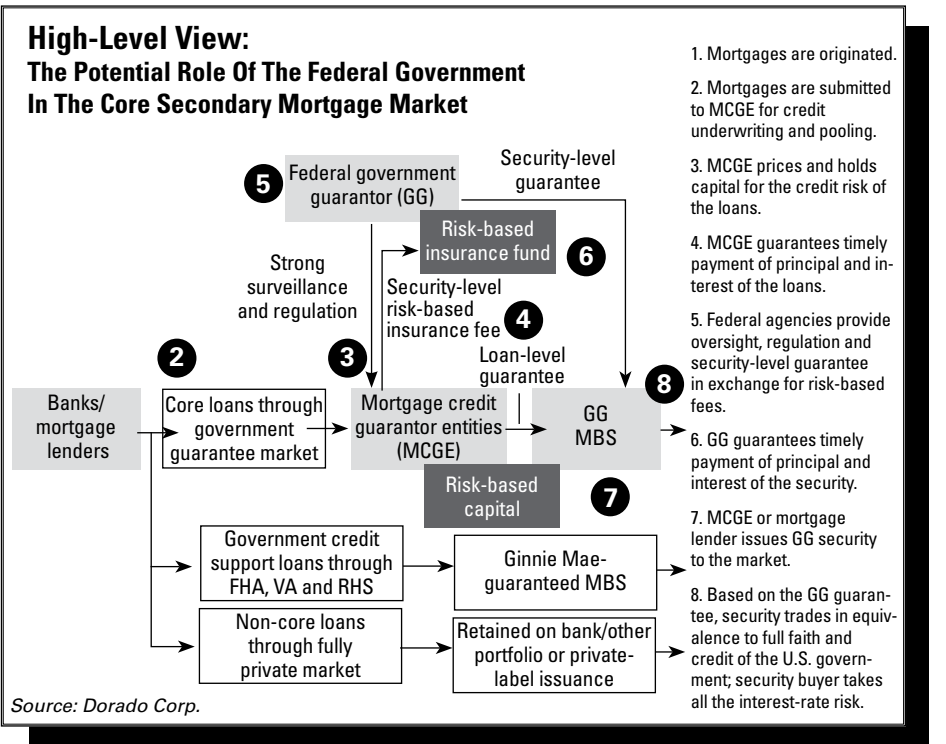 High-Level View:
The Potential Role Of The Federal Government
In The Core Secondary Mortgage Market
5
Federal government
guarantor (GG)
Security-level
guarantee
Risk-based
insurance fund
6
Strong
surveillance
and regulation
Security-level
risk-based
insurance fee
4
Loan-level
guarantee
2
3
8
Banks/
mortgage
lenders
Core loans through
government
guarantee market
Mortgage credit
guarantor entities
(MCGE)
GG
MBS
Risk-based
capital
7
Government credit
support loans through
FHA, VA and RHS
Ginnie Mae-
guaranteed MBS
Non-core loans
through fully
private market
Retained on bank/other
portfolio or private-
label issuance
Source: Dorado Corp.
1. Mortgages are originated.
2. Mortgages are submitted
to MCGE for credit
underwriting and pooling.
3. MCGE prices and holds
capital for the credit risk of
the loans.
4. MCGE guarantees timely
payment of principal and in-
terest of the loans.
5. Federal agencies provide
oversight, regulation and
security-level guarantee
in exchange for risk-based
fees.
6. GG guarantees timely
payment of principal and
interest of the security.
7. MCGE or mortgage
lender issues GG security
to the market.
8. Based on the GG guaran-
tee, security trades in equiv-
alence to full faith and
credit of the U.S. govern-
ment; security buyer takes
all the interest-rate risk.